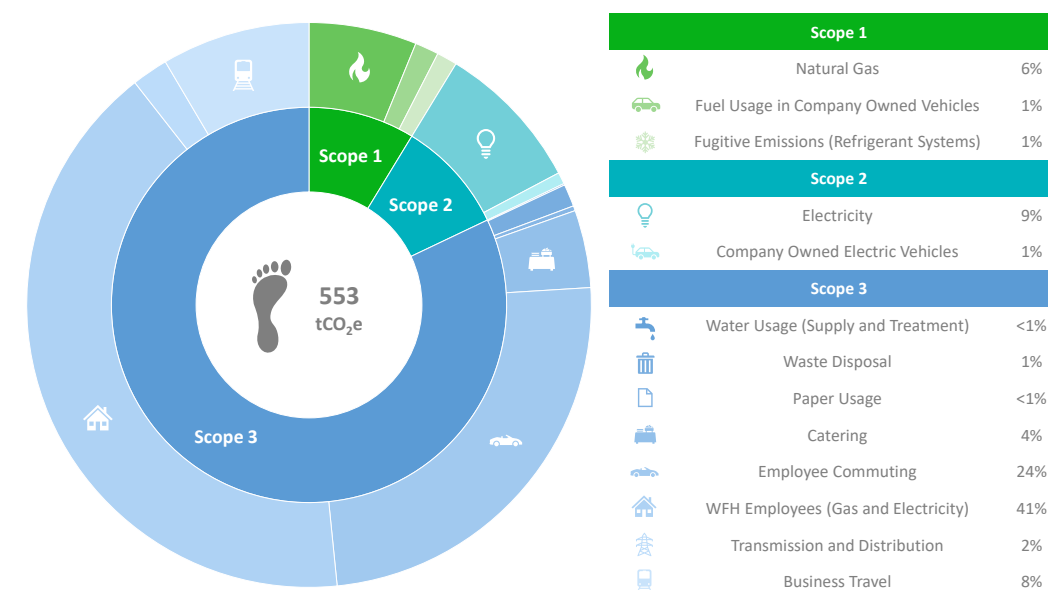 Scope 1
Scope 2
553
tCO₂e
Scope 3
Scope 1
Natural Gas 6%
Fuel Usage in Company Owned Vehicles 1%
Fugitive Emissions (Refrigerant Systems) 1%
Scope 2
Electricity 9%
Company Owned Electric Vehicles 1%
Scope 3
Water Usage (Supply and Treatment) <1%
Waste Disposal 1%
Paper Usage <1%
Catering 4%
Employee Commuting 24%
WFH Employees (Gas and Electricity) 41%
Transmission and Distribution 2%
Business Travel 8%